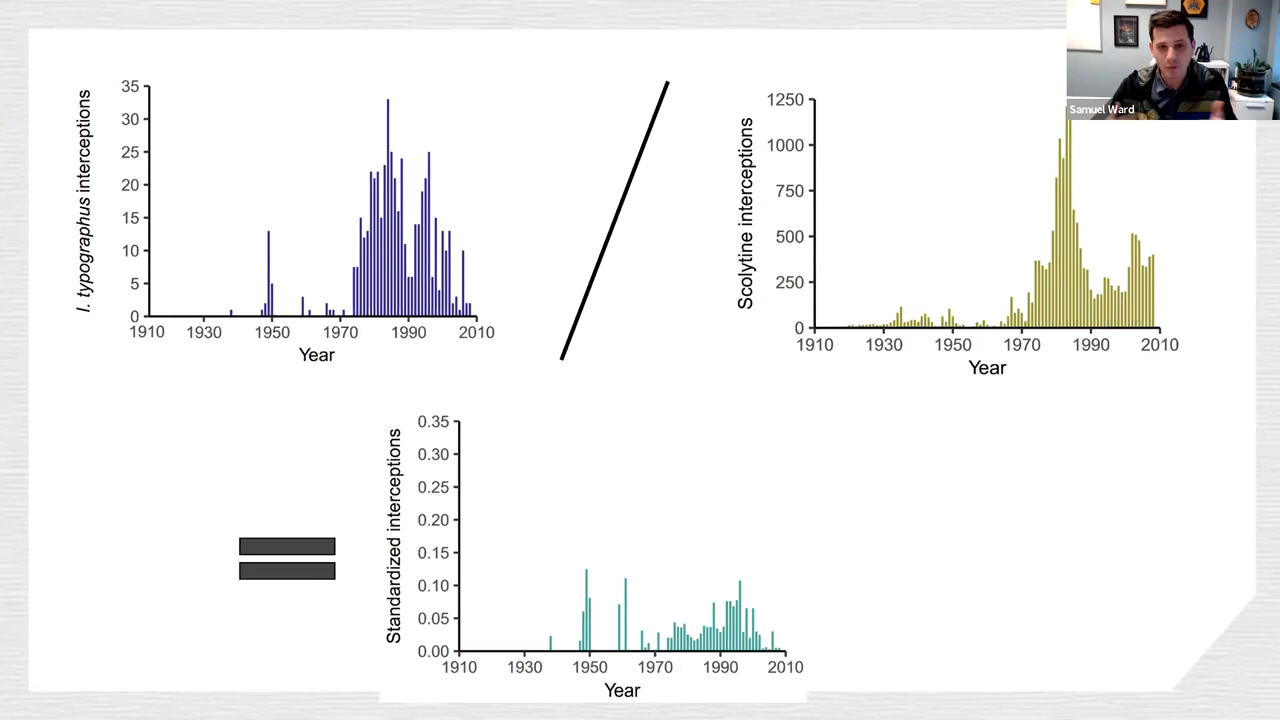 Samuel Ward
I. typographus interceptions
35
30
25
20
15
10
5
0
1910 1930 1950 1970 1990 2010
Year
Scolytine interceptions
1250
1000
750
500
250
0
1910 1930 1950 1970 1990 2010
Year
Standardized interceptions
0.35
0.30
0.25
0.20
0.15
0.10
0.05
0.00
1910 1930 1950 1970 1990 2010
Year